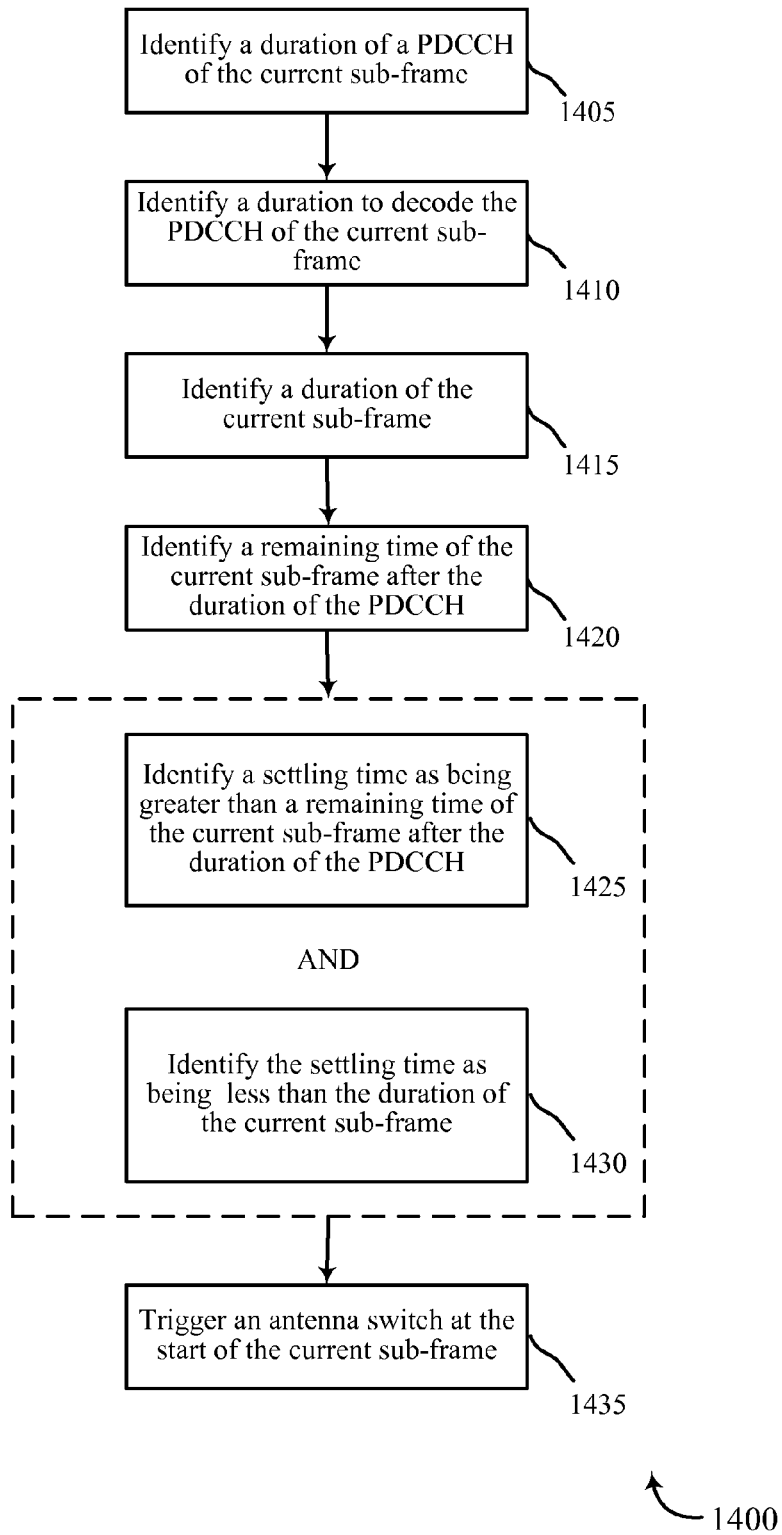 Identify a duration of a PDCCH
of the current sub-frame
1405
Identify a duration to decode the
PDCCH of the current sub-
frame
1410
Identify a duration of the
current sub-frame
1415
Identify a remaining time of the
current sub-frame after the
duration of the PDCCH
1420
Identify a settling time as being
greater than a remaining time of
the current sub-frame after the
duration of the PDCCH
1425
AND
Identify the settling time as
being less than the duration of
the current sub-frame
1430
Trigger an antenna switch at the
start of the current sub-frame
1435
1400